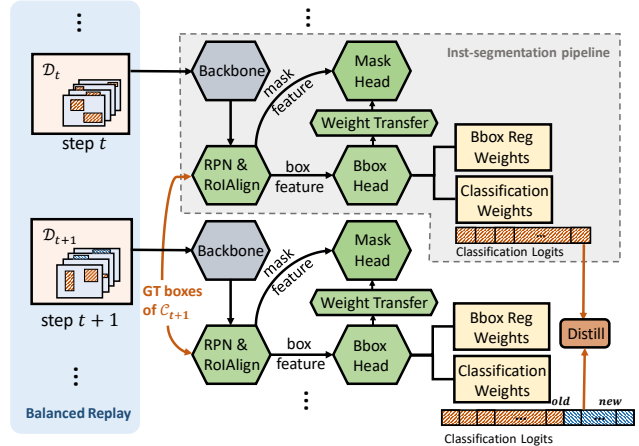 Inst-segmentation pipeline
𝒟t
step t
Backbone
mask
feature
Mask
Head
Weight Transfer
RPN &
RoIAlign
box
feature
Bbox
Head
Bbox Reg
Weights
Classification
Weights
...
Classification Logits
𝒟t+1
step t + 1
GT boxes
of 𝒞t+1
Backbone
mask
feature
Mask
Head
Weight Transfer
RPN &
RoIAlign
box
feature
Bbox
Head
Bbox Reg
Weights
Classification
Weights
Distill
old
new
...
...
Classification Logits
Balanced Replay